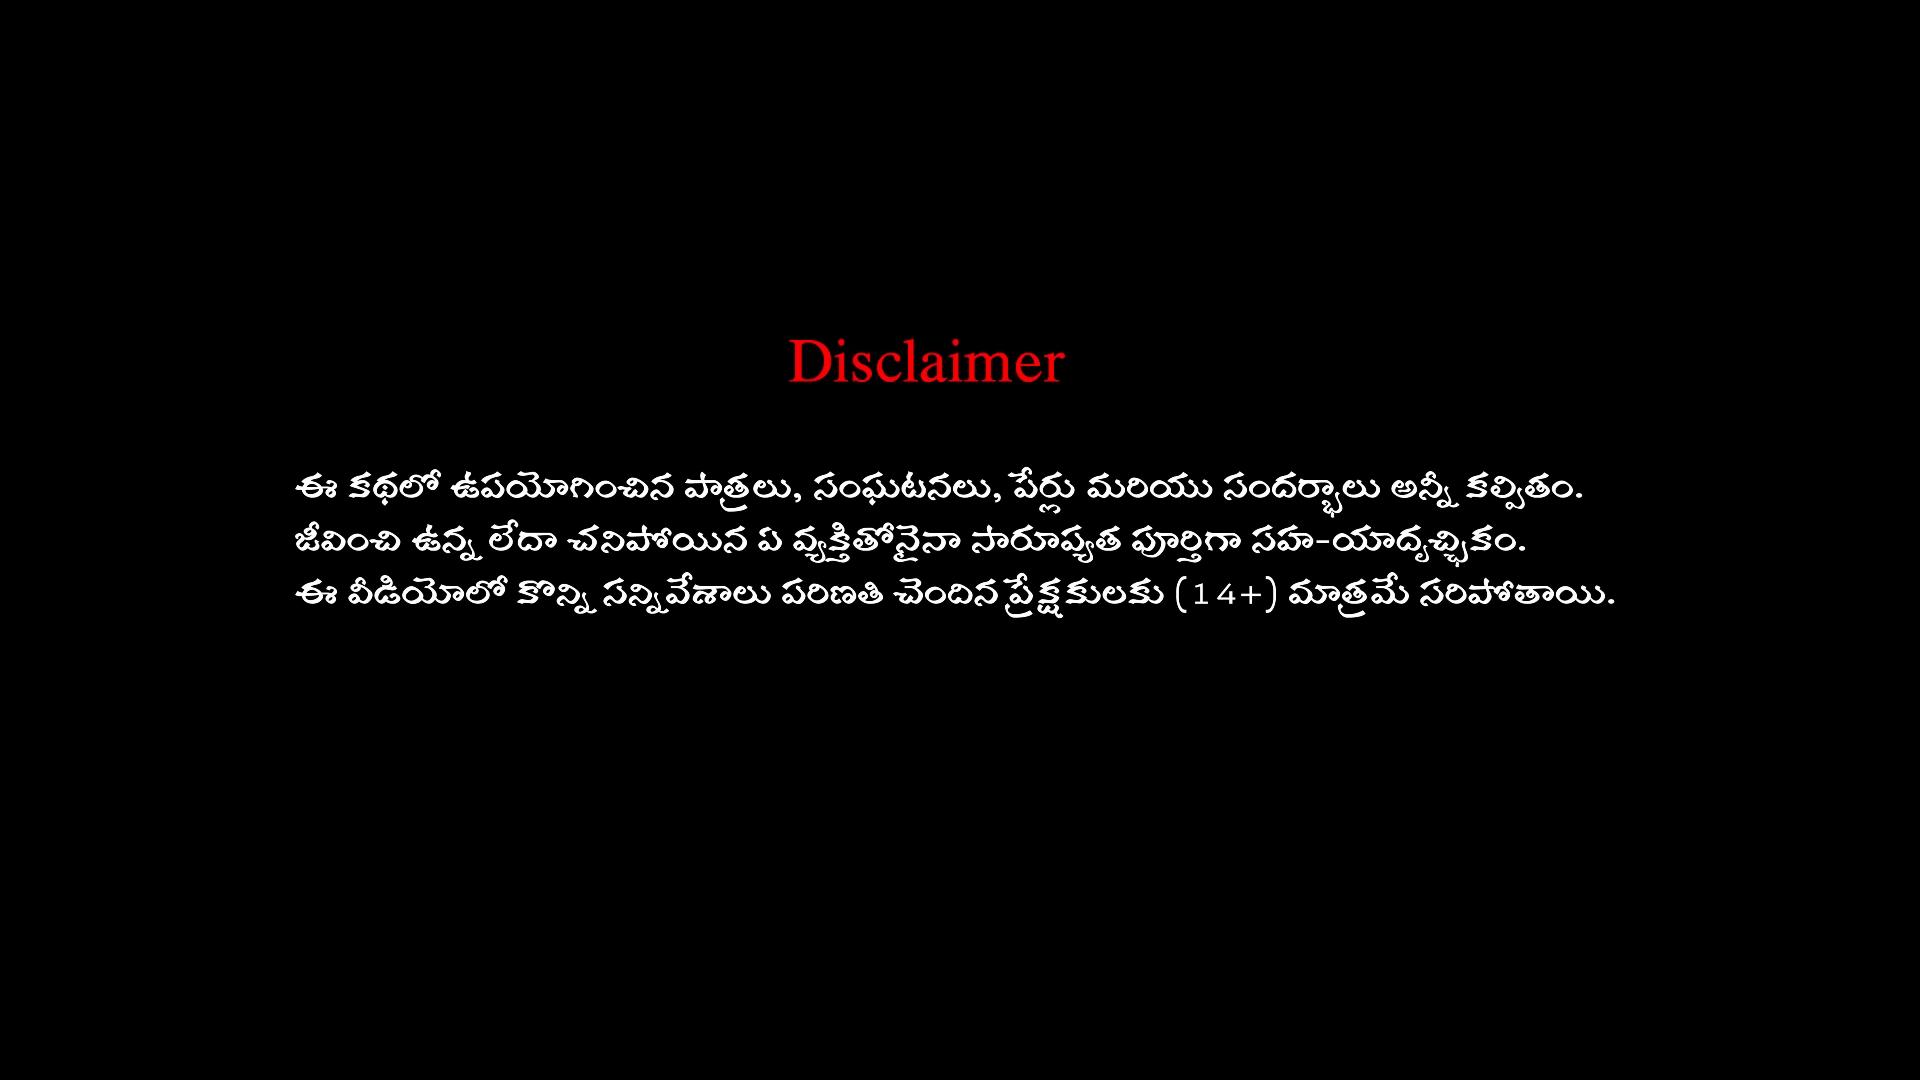 Disclaimer
ఈ కథలో ఉపయోగించిన పాత్రలు, సంఘటనలు, పేర్లు మరియు సందర్భాలు అన్నీ కల్పితం.
జీవించి ఉన్న లేదా చనిపోయిన ఏ వ్యక్తితోనైనా సారూప్యత పూర్తిగా సహ-యాదృచ్ఛికం.
ఈ వీడియోలో కొన్ని సన్నివేశాలు పరిణతి చెందిన ప్రేక్షకులకు (14+) మాత్రమే సరిపోతాయి.